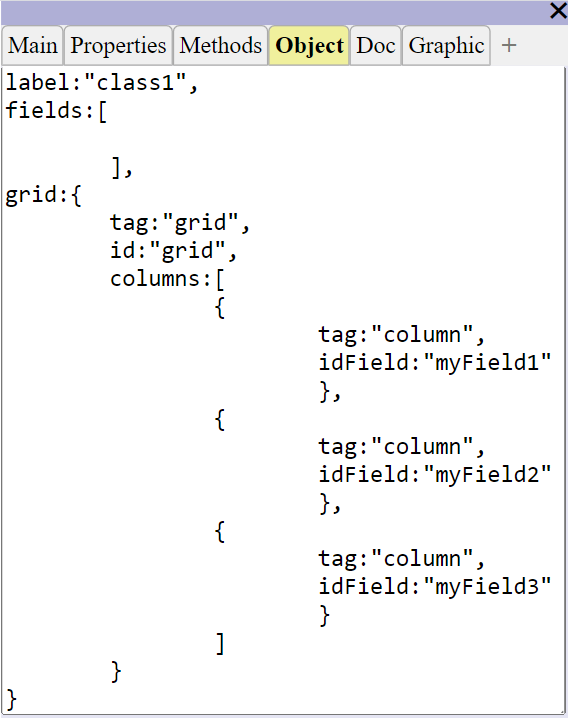 Main Properties Methods Object Doc Graphic +
label:"class1",
fields:[
],
grid:{
tag:"grid",
id:"grid",
columns:[
{
tag:"column",
idField:"myField1"
},
{
tag:"column",
idField:"myField2"
},
{
tag:"column",
idField:"myField3"
}
]
}
}